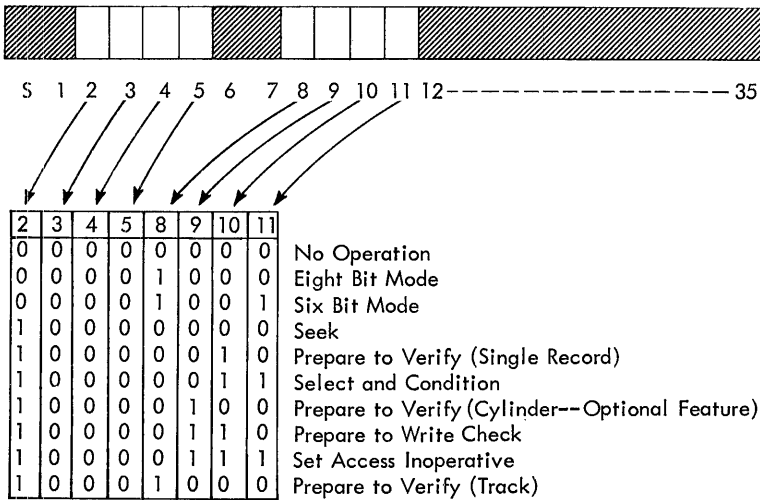 S 1 2 3 4 5 6 7 8 9 10 11 12-------------------35
2 3 4 5 8 9 10 11
0 0 0 0 0 0 0 0 No Operation
0 0 0 0 1 0 0 0 Eight Bit Mode
0 0 0 0 1 0 0 1 Six Bit Mode
1 0 0 0 0 0 0 0 Seek
1 0 0 0 0 0 1 0 Prepare to Verify (Single Record)
1 0 0 0 0 0 1 1 Select and Condition
1 0 0 0 0 1 0 0 Prepare to Verify (Cylinder--Optional Feature)
1 0 0 0 0 1 1 0 Prepare to Write Check
1 0 0 0 0 1 1 1 Set Access Inoperative
1 0 0 0 1 0 0 0 Prepare to Verify (Track)